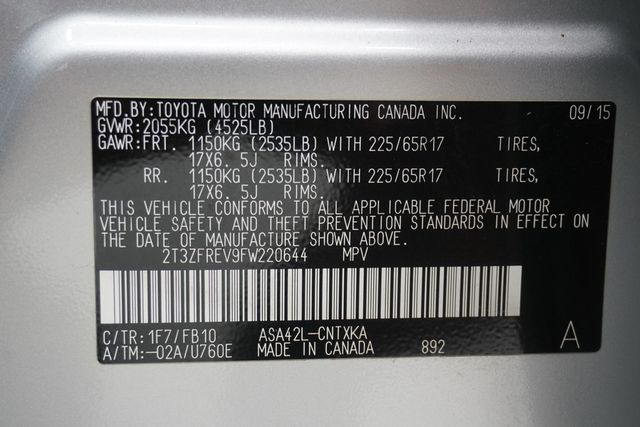 MFD.BY:TOYOTA MOTOR MANUFACTURING CANADA INC. 09/15
GVWR:2055KG (4525LB)
GAWR:FRT. 1150KG (2535LB) WITH 225/65R17 TIRES,
17X6. 5J RIMS.
RR. 1150KG (2535LB) WITH 225/65R17 TIRES,
17X6. 5J RIMS.
THIS VEHICLE CONFORMS TO ALL APPLICABLE FEDERAL MOTOR
VEHICLE SAFETY AND THEFT PREVENTION STANDARDS IN EFFECT ON
THE DATE OF MANUFACTURE SHOWN ABOVE.
2T3ZFREV9FW220644 MPV
C/TR:1F7/FB10 ASA42L-CNTXKA
A/TM:-02A/U760E MADE IN CANADA 892 A